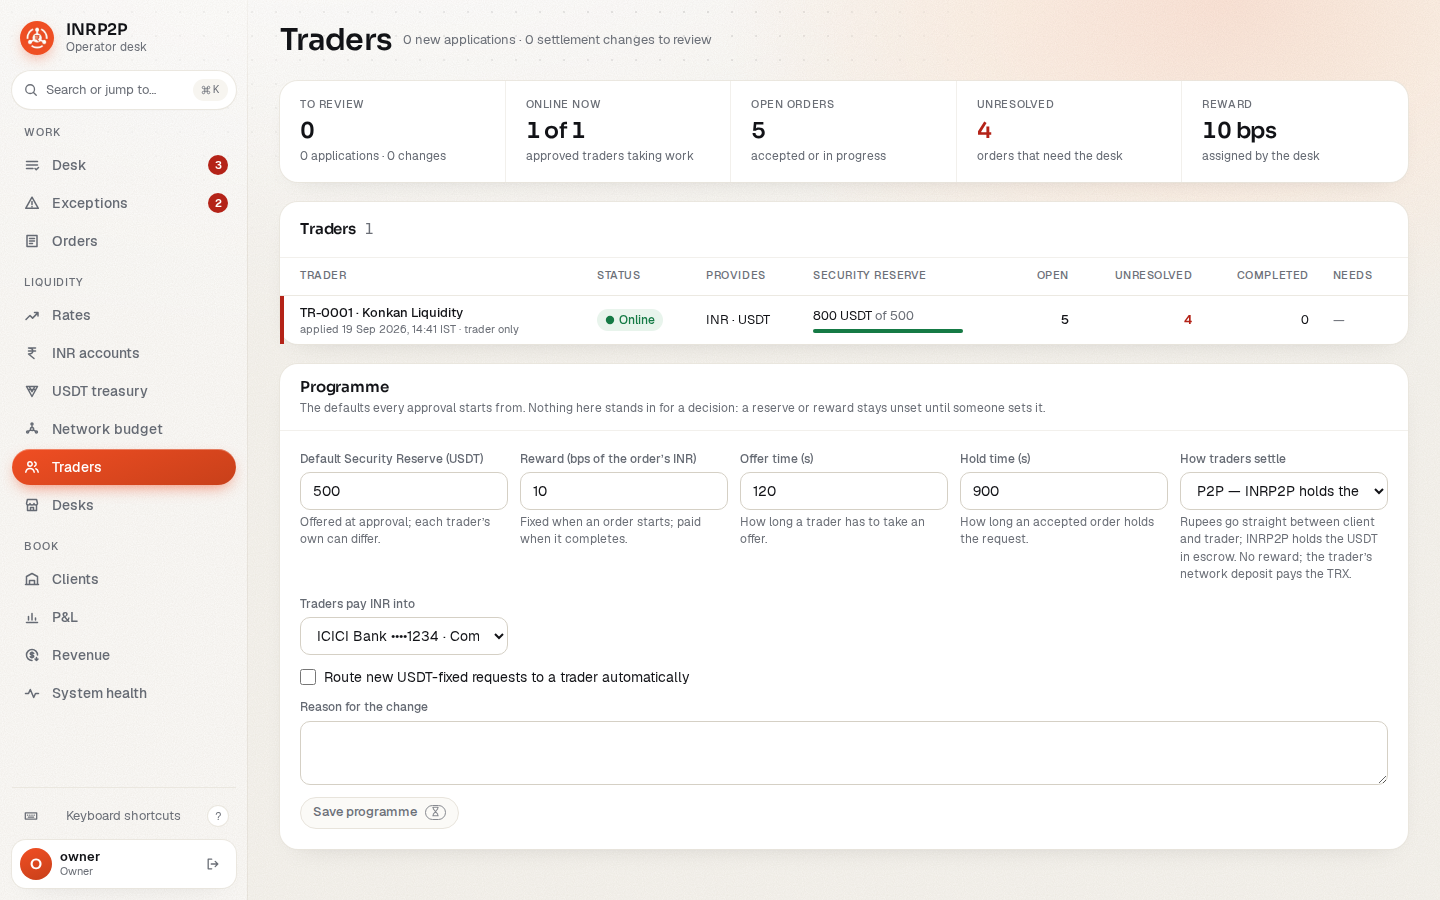 INRP2P
Operator desk
Search or jump to…
⌘K
WORK
Desk
3
Exceptions
2
Orders
LIQUIDITY
Rates
INR accounts
USDT treasury
Network budget
Traders
Desks
BOOK
Clients
P&L
Revenue
System health
Keyboard shortcuts
?
O
owner
Owner
Traders
0 new applications · 0 settlement changes to review
TO REVIEW
0
0 applications · 0 changes
ONLINE NOW
1 of 1
approved traders taking work
OPEN ORDERS
5
accepted or in progress
UNRESOLVED
4
orders that need the desk
REWARD
10 bps
assigned by the desk
Traders 1
TRADER STATUS PROVIDES SECURITY RESERVE OPEN UNRESOLVED COMPLETED NEEDS
TR-0001 · Konkan Liquidity
applied 19 Sep 2026, 14:41 IST · trader only
Online
INR · USDT
800 USDT of 500
5
4
0
—
Programme
The defaults every approval starts from. Nothing here stands in for a decision: a reserve or reward stays unset until someone sets it.
Default Security Reserve (USDT)
500
Offered at approval; each trader's
own can differ.
Reward (bps of the order's INR)
10
Fixed when an order starts; paid
when it completes.
Offer time (s)
120
How long a trader has to take an
offer.
Hold time (s)
900
How long an accepted order holds
the request.
How traders settle
P2P — INRP2P holds the
Rupees go straight between client
and trader; INRP2P holds the USDT
in escrow. No reward; the trader's
network deposit pays the TRX.
Traders pay INR into
ICICI Bank ••••1234 · Com
Route new USDT-fixed requests to a trader automatically
Reason for the change
Save programme